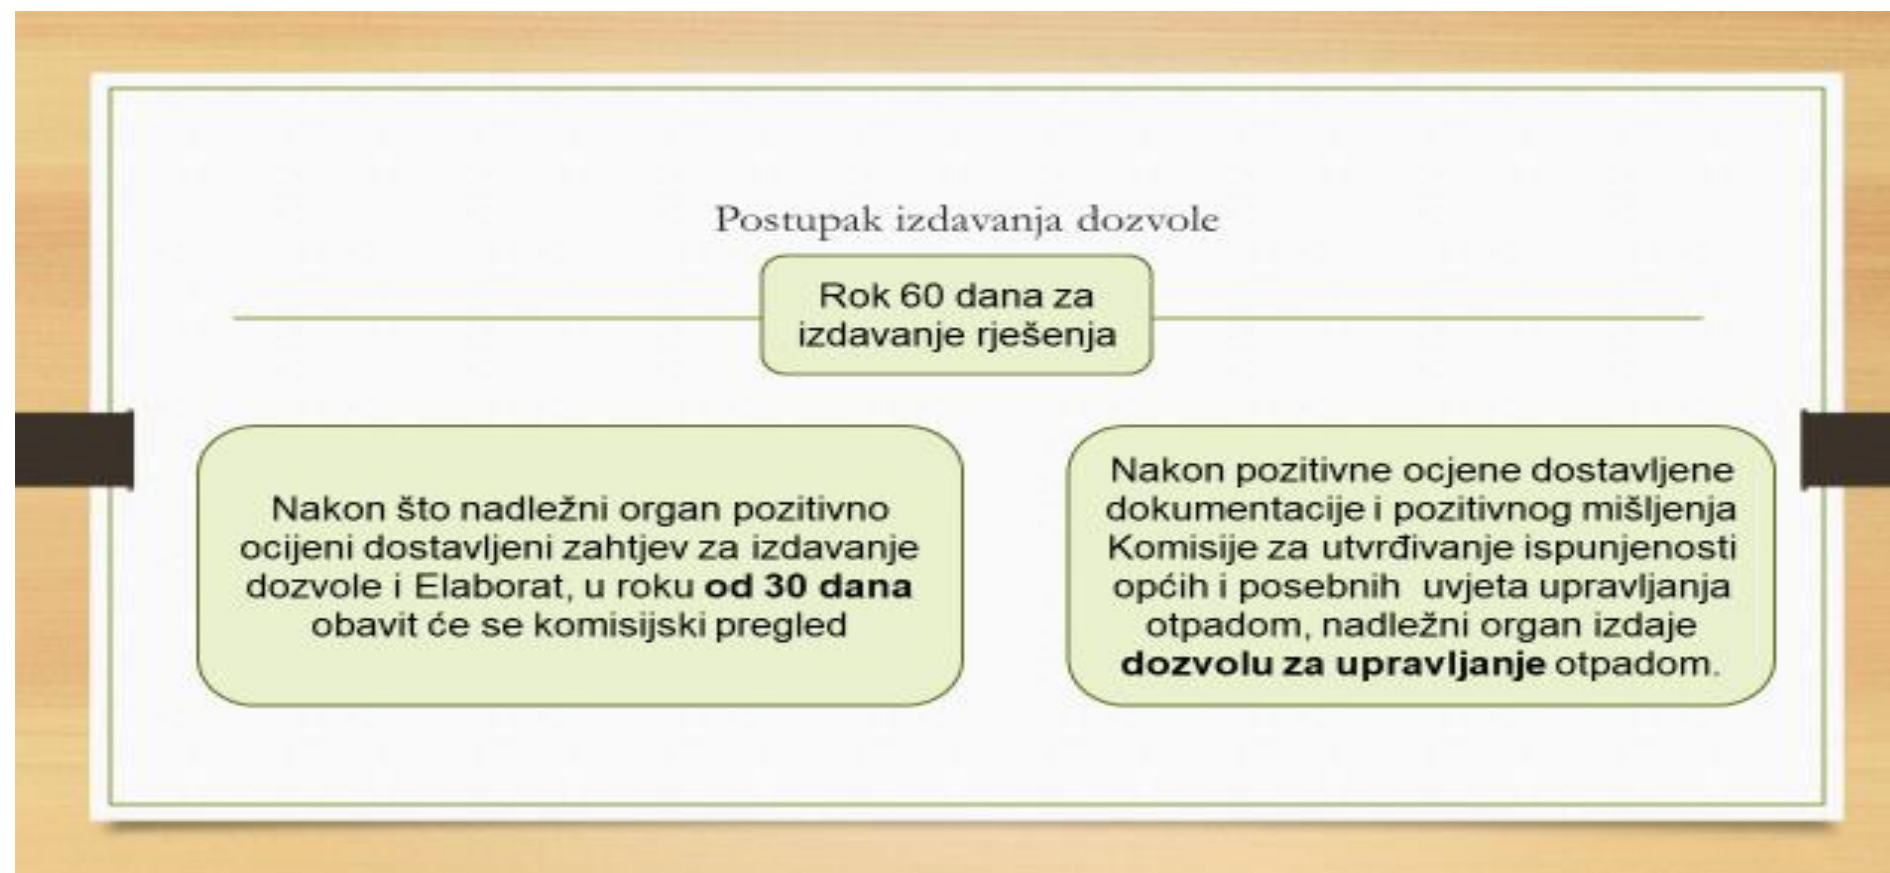 Postupak izdavanja dozvole
Rok 60 dana za
izdavanje rješenja
Nakon što nadležni organ pozitivno
ocijeni dostavljeni zahtjev za izdavanje
dozvole i Elaborat, u roku od 30 dana
obavit će se komisijski pregled
Nakon pozitivne ocjene dostavljene
dokumentacije i pozitivnog mišljenja
Komisije za utvrđivanje ispunjenosti
općih i posebnih uvjeta upravljanja
otpadom, nadležni organ izdaje
dozvolu za upravljanje otpadom.